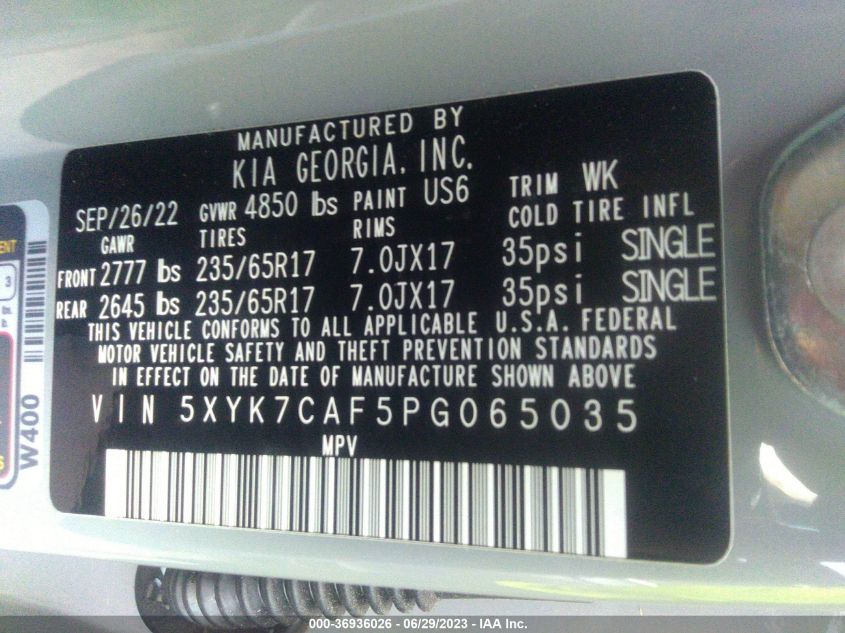 MANUFACTURED BY
KIA GEORGIA, INC.
SEP/26/22 GVWR 4850 lbs PAINT US6 TRIM WK
GAWR TIRES RIMS COLD TIRE INFL
FRONT 2777 lbs 235/65R17 7.0JX17 35psi SINGLE
REAR 2645 lbs 235/65R17 7.0JX17 35psi SINGLE
THIS VEHICLE CONFORMS TO ALL APPLICABLE U.S.A. FEDERAL
MOTOR VEHICLE SAFETY AND THEFT PREVENTION STANDARDS
IN EFFECT ON THE DATE OF MANUFACTURE SHOWN ABOVE
VIN 5XYK7CAF5PG065035
MPV
W400
3
000-36936026 - 06/29/2023 - IAA Inc.